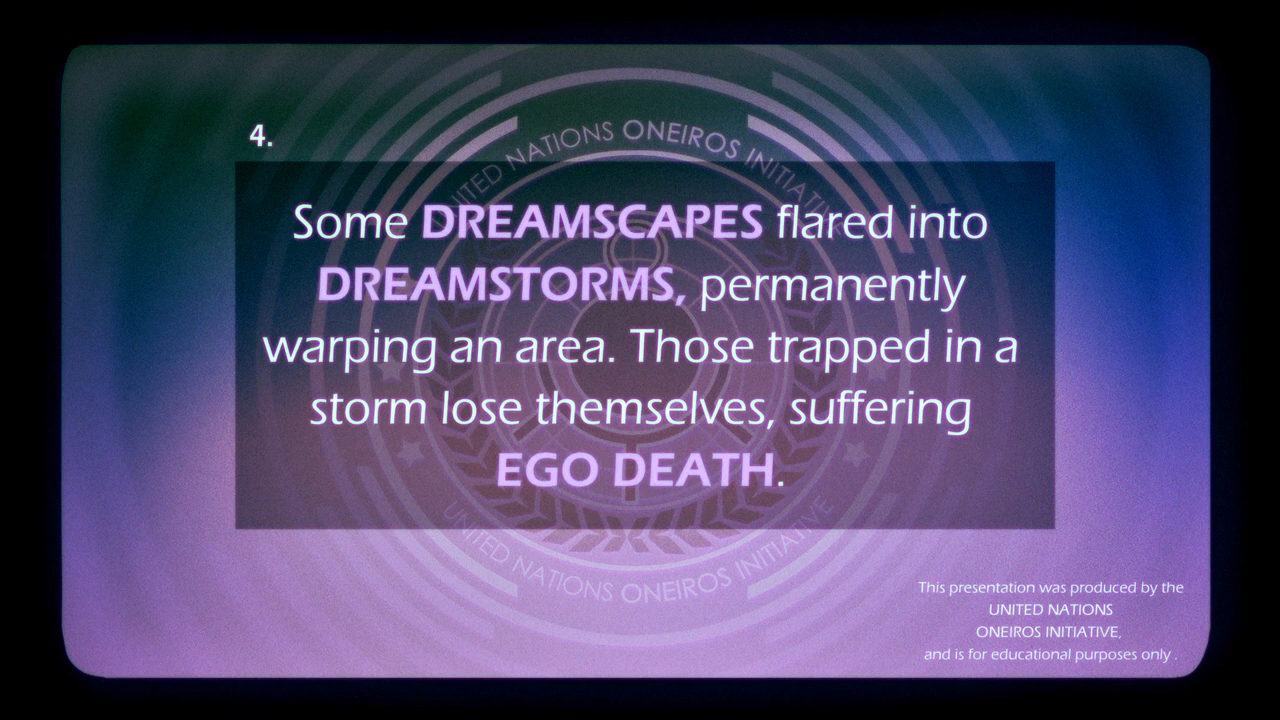 4.
UNITED NATIONS ONEIROS INITIATIVE
Some DREAMSCAPES flared into
DREAMSTORMS, permanently
warping an area. Those trapped in a
storm lose themselves, suffering
EGO DEATH.
UNITED NATIONS ONEIROS INITIATIVE
This presentation was produced by the
UNITED NATIONS
ONEIROS INITIATIVE,
and is for educational purposes only .